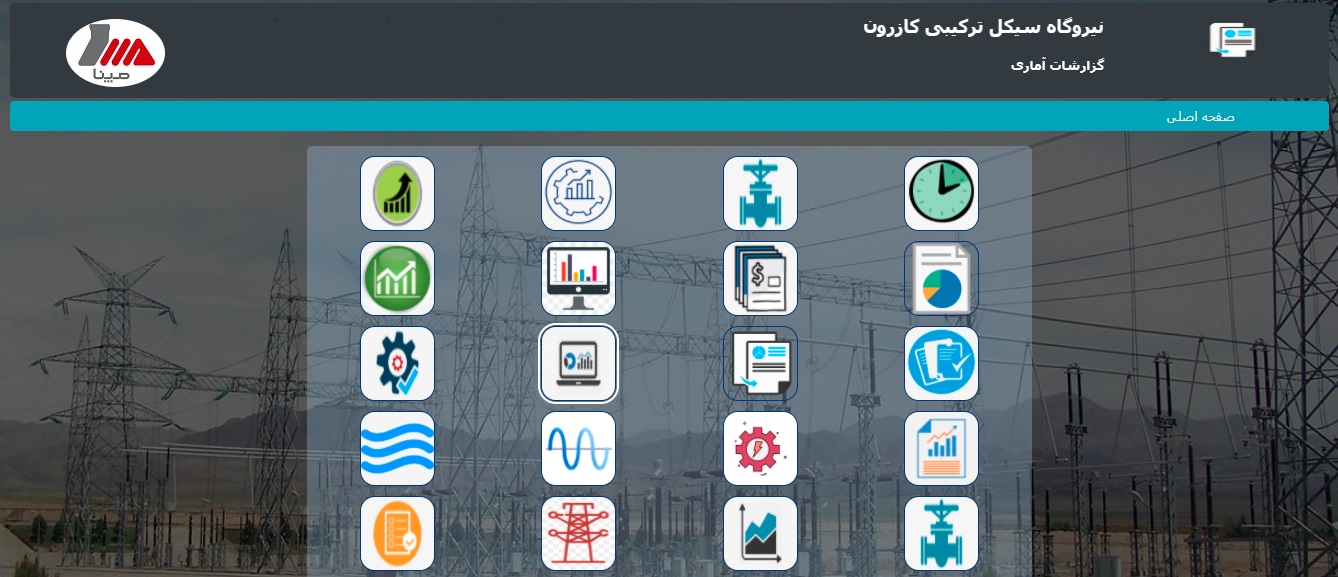 نیروگاه سیکل ترکیبی کازرون
گزارشات آماری
مپنا
صفحه اصلی